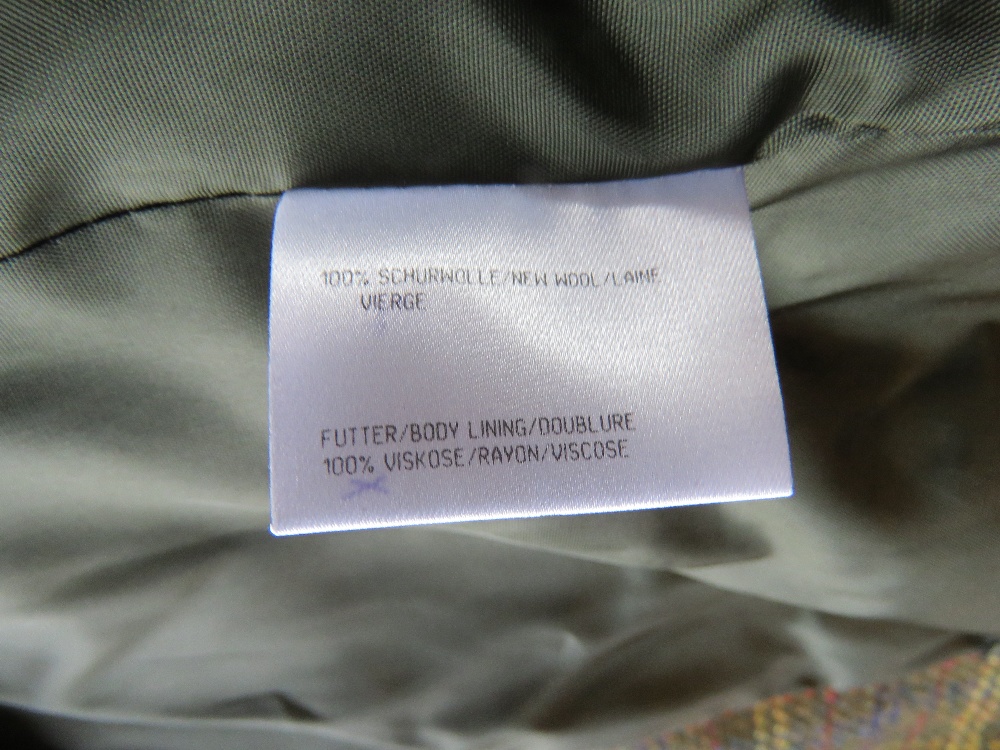 100% SCHURWOLLE/NEW WOOL/LAINE
VIERGE
FUTTER/BODY LINING/DOUBLURE
100% VISKOSE/RAYON/VISCOSE